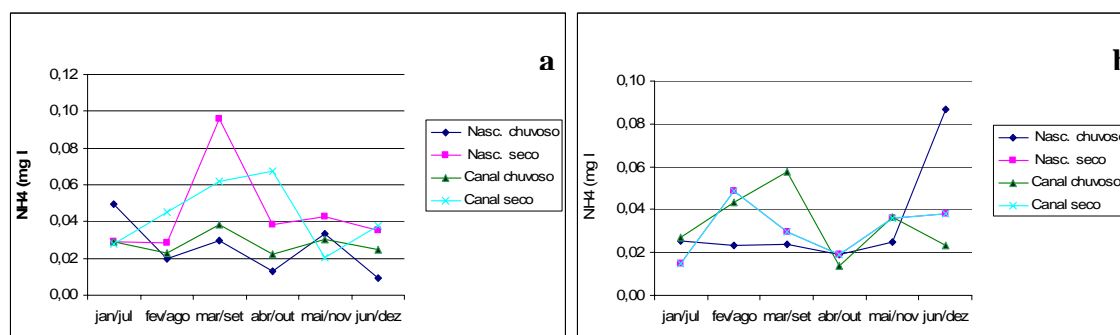 a
NH4 (mg l
0,12
0,10
0,08
0,06
0,04
0,02
0,00
jan/jul fev/ago mar/set abr/out mai/nov jun/dez
Nasc. chuvoso
Nasc. seco
Canal chuvoso
Canal seco
b
NH4 (mg l
0,10
0,08
0,06
0,04
0,02
0,00
jan/jul fev/ago mar/set abr/out mai/nov jun/dez
Nasc. chuvoso
Nasc. seco
Canal chuvoso
Canal seco